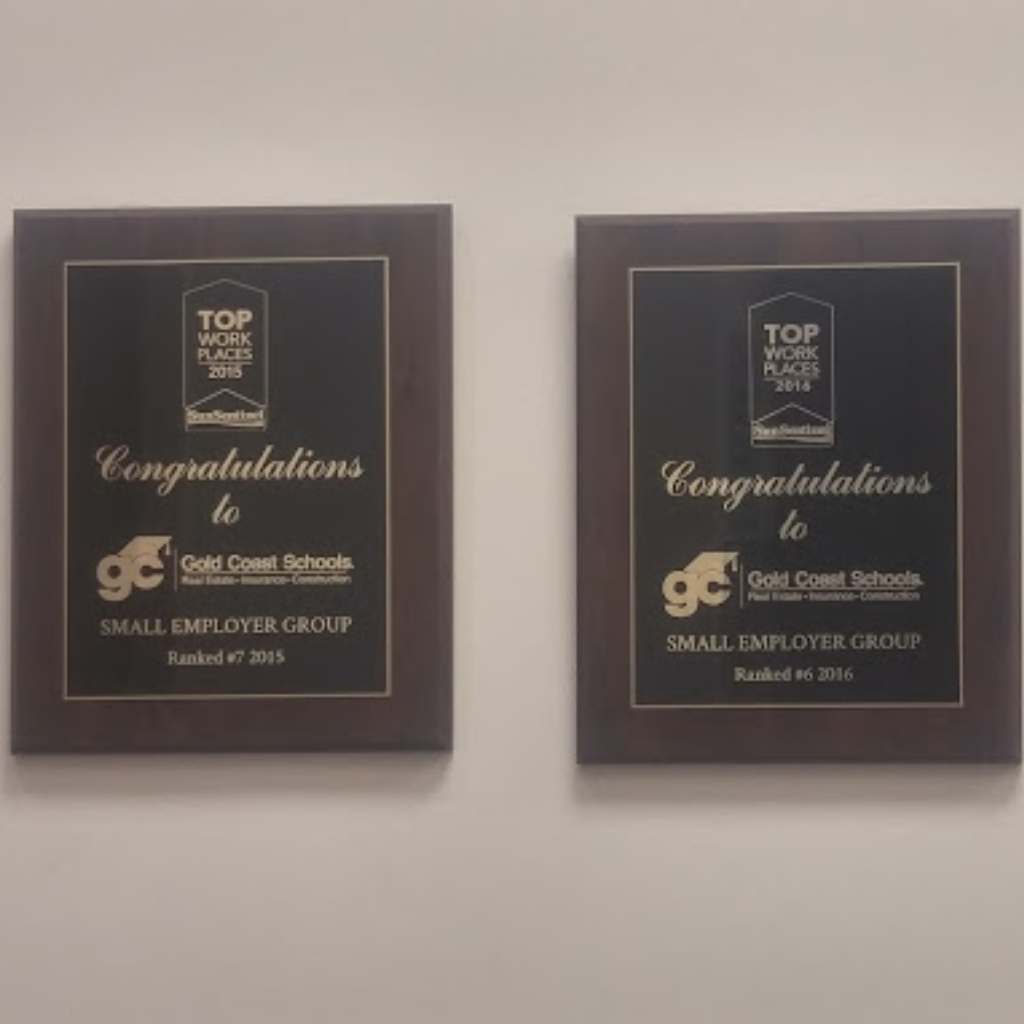 TOP
WORK
PLACES
2015
SunSentinel
Congratulations
to
gc Gold Coast Schools.
Real Estate • Insurance • Construction
SMALL EMPLOYER GROUP
Ranked #7 2015
TOP
WORK
PLACES
2016
SunSentinel
Congratulations
to
gc Gold Coast Schools.
Real Estate • Insurance • Construction
SMALL EMPLOYER GROUP
Ranked #6 2016